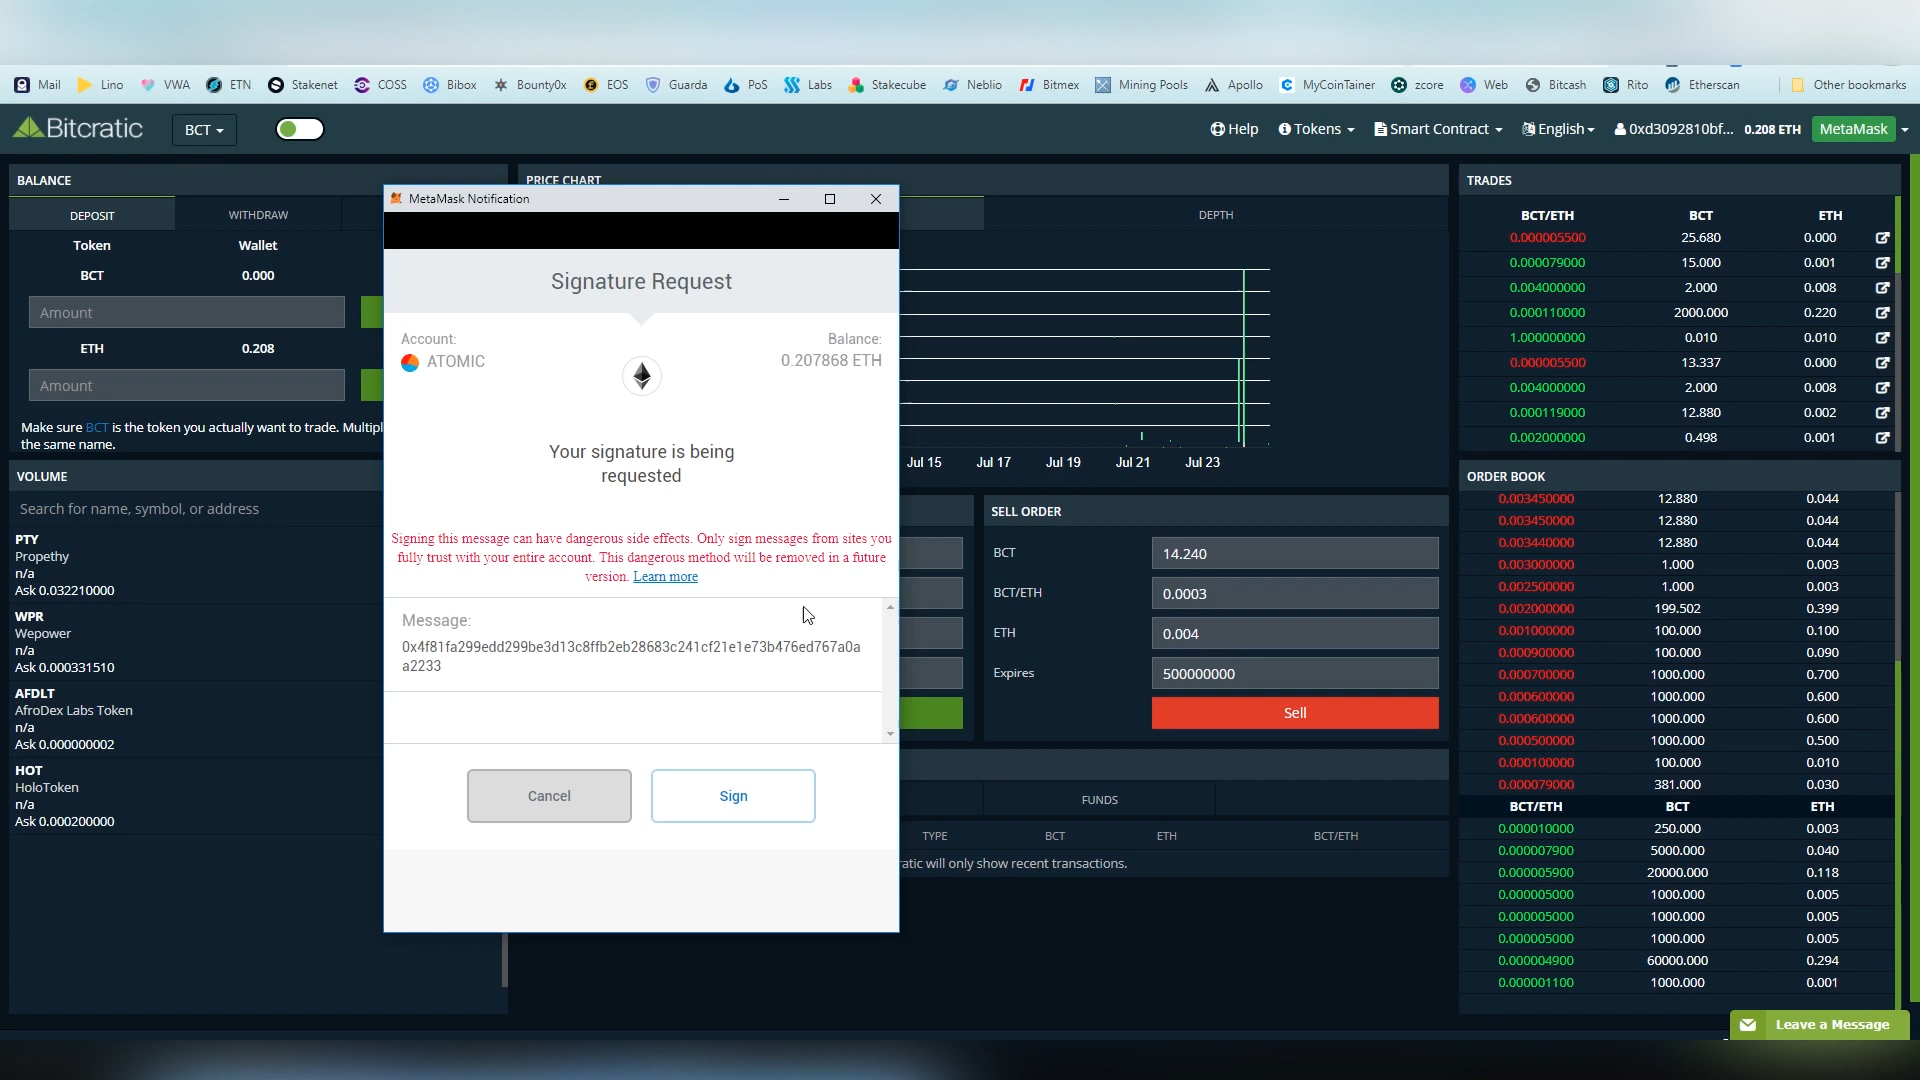 Mail Lino VWA ETN Stakenet COSS Bibox Bounty0x EOS Guarda PoS Labs Stakecube Neblio Bitmex Mining Pools Apollo MyCoinTainer zcore Web Bitcash Rito Etherscan Other bookmarks
Bitcratic BCT Help Tokens Smart Contract English 0xd3092810bf... 0.208 ETH MetaMask
BALANCE
DEPOSIT WITHDRAW
Token Wallet
BCT 0.000
Amount
ETH 0.208
Amount
Make sure BCT is the token you actually want to trade. Multipl
the same name.
VOLUME
Search for name, symbol, or address
PTY
Propethy
n/a
Ask 0.032210000
WPR
Wepower
n/a
Ask 0.000331510
AFDLT
AfroDex Labs Token
n/a
Ask 0.000000002
HOT
HoloToken
n/a
Ask 0.000200000
PRICE CHART
DEPTH
Jul 15 Jul 17 Jul 19 Jul 21 Jul 23
MetaMask Notification
Signature Request
Account: Balance:
ATOMIC 0.207868 ETH
Your signature is being
requested
Signing this message can have dangerous side effects. Only sign messages from sites you
fully trust with your entire account. This dangerous method will be removed in a future
version. Learn more
Message:
0x4f81fa299edd299be3d13c8ffb2eb28683c241cf21e1e73b476ed767a0a
a2233
Cancel Sign
SELL ORDER
BCT 14.240
BCT/ETH 0.0003
ETH 0.004
Expires 500000000
Sell
FUNDS
TYPE BCT ETH BCT/ETH
ratic will only show recent transactions.
TRADES
BCT/ETH BCT ETH
0.000005500 25.680 0.000
0.000079000 15.000 0.001
0.004000000 2.000 0.008
0.000110000 2000.000 0.220
1.000000000 0.010 0.010
0.000005500 13.337 0.000
0.004000000 2.000 0.008
0.000119000 12.880 0.002
0.002000000 0.498 0.001
ORDER BOOK
0.003450000 12.880 0.044
0.003450000 12.880 0.044
0.003440000 12.880 0.044
0.003000000 1.000 0.003
0.002500000 1.000 0.003
0.002000000 199.502 0.399
0.001000000 100.000 0.100
0.000900000 100.000 0.090
0.000700000 1000.000 0.700
0.000600000 1000.000 0.600
0.000600000 1000.000 0.600
0.000500000 1000.000 0.500
0.000100000 100.000 0.010
0.000079000 381.000 0.030
BCT/ETH BCT ETH
0.000010000 250.000 0.003
0.000007900 5000.000 0.040
0.000005900 20000.000 0.118
0.000005000 1000.000 0.005
0.000005000 1000.000 0.005
0.000005000 1000.000 0.005
0.000004900 60000.000 0.294
0.000001100 1000.000 0.001
Leave a Message